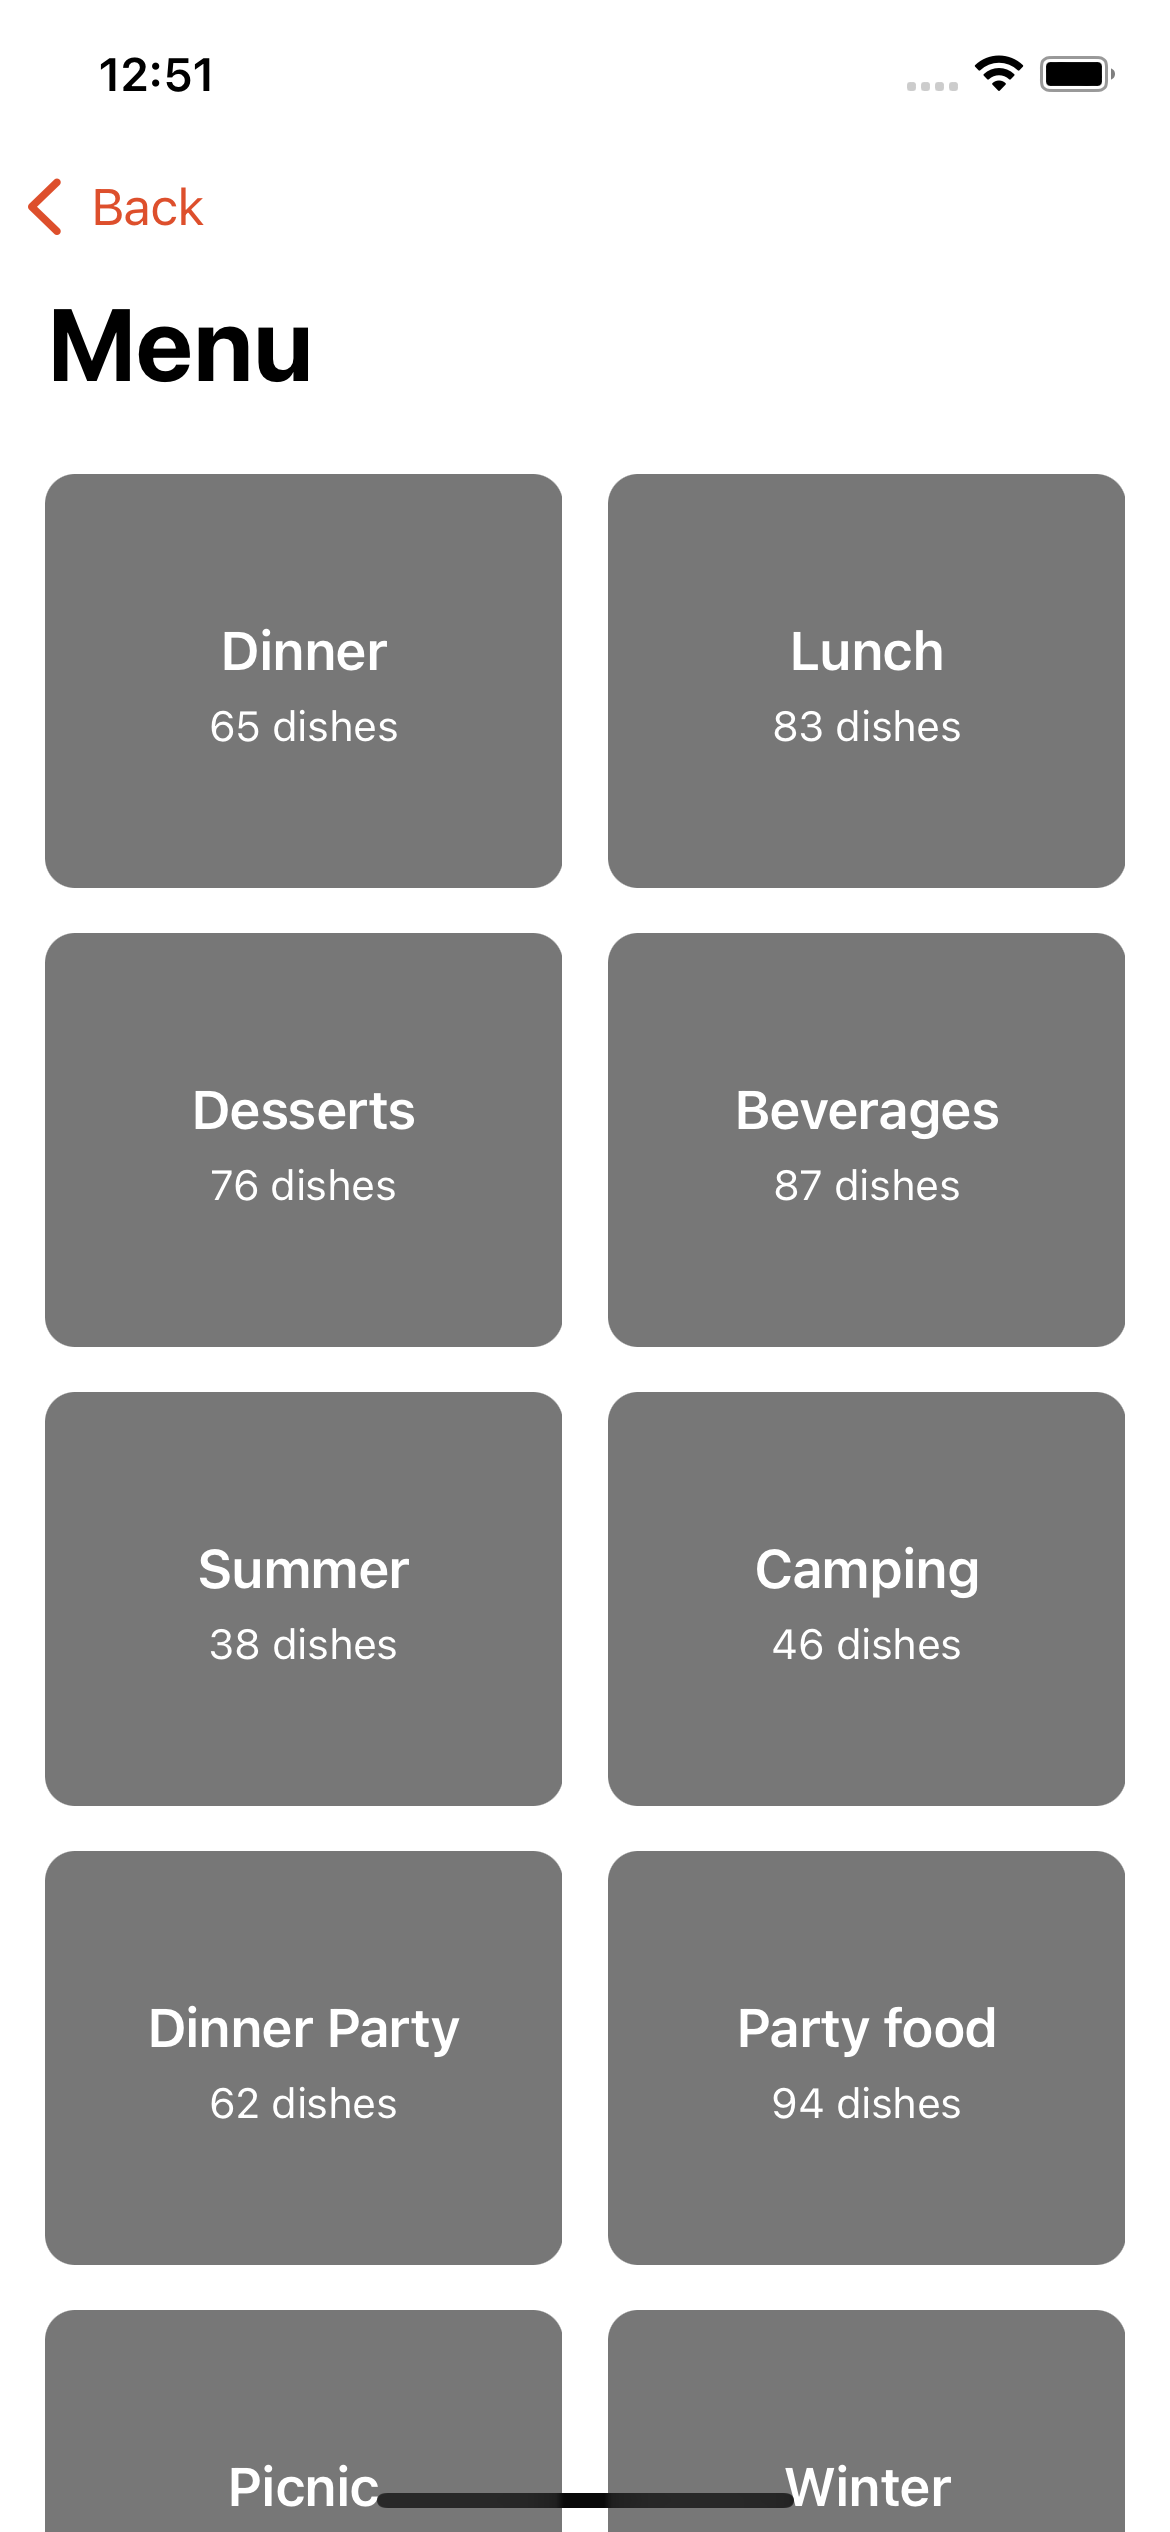 12:51
Back
Menu
Dinner
65 dishes
Lunch
83 dishes
Desserts
76 dishes
Beverages
87 dishes
Summer
38 dishes
Camping
46 dishes
Dinner Party
62 dishes
Party food
94 dishes
Picnic
Winter